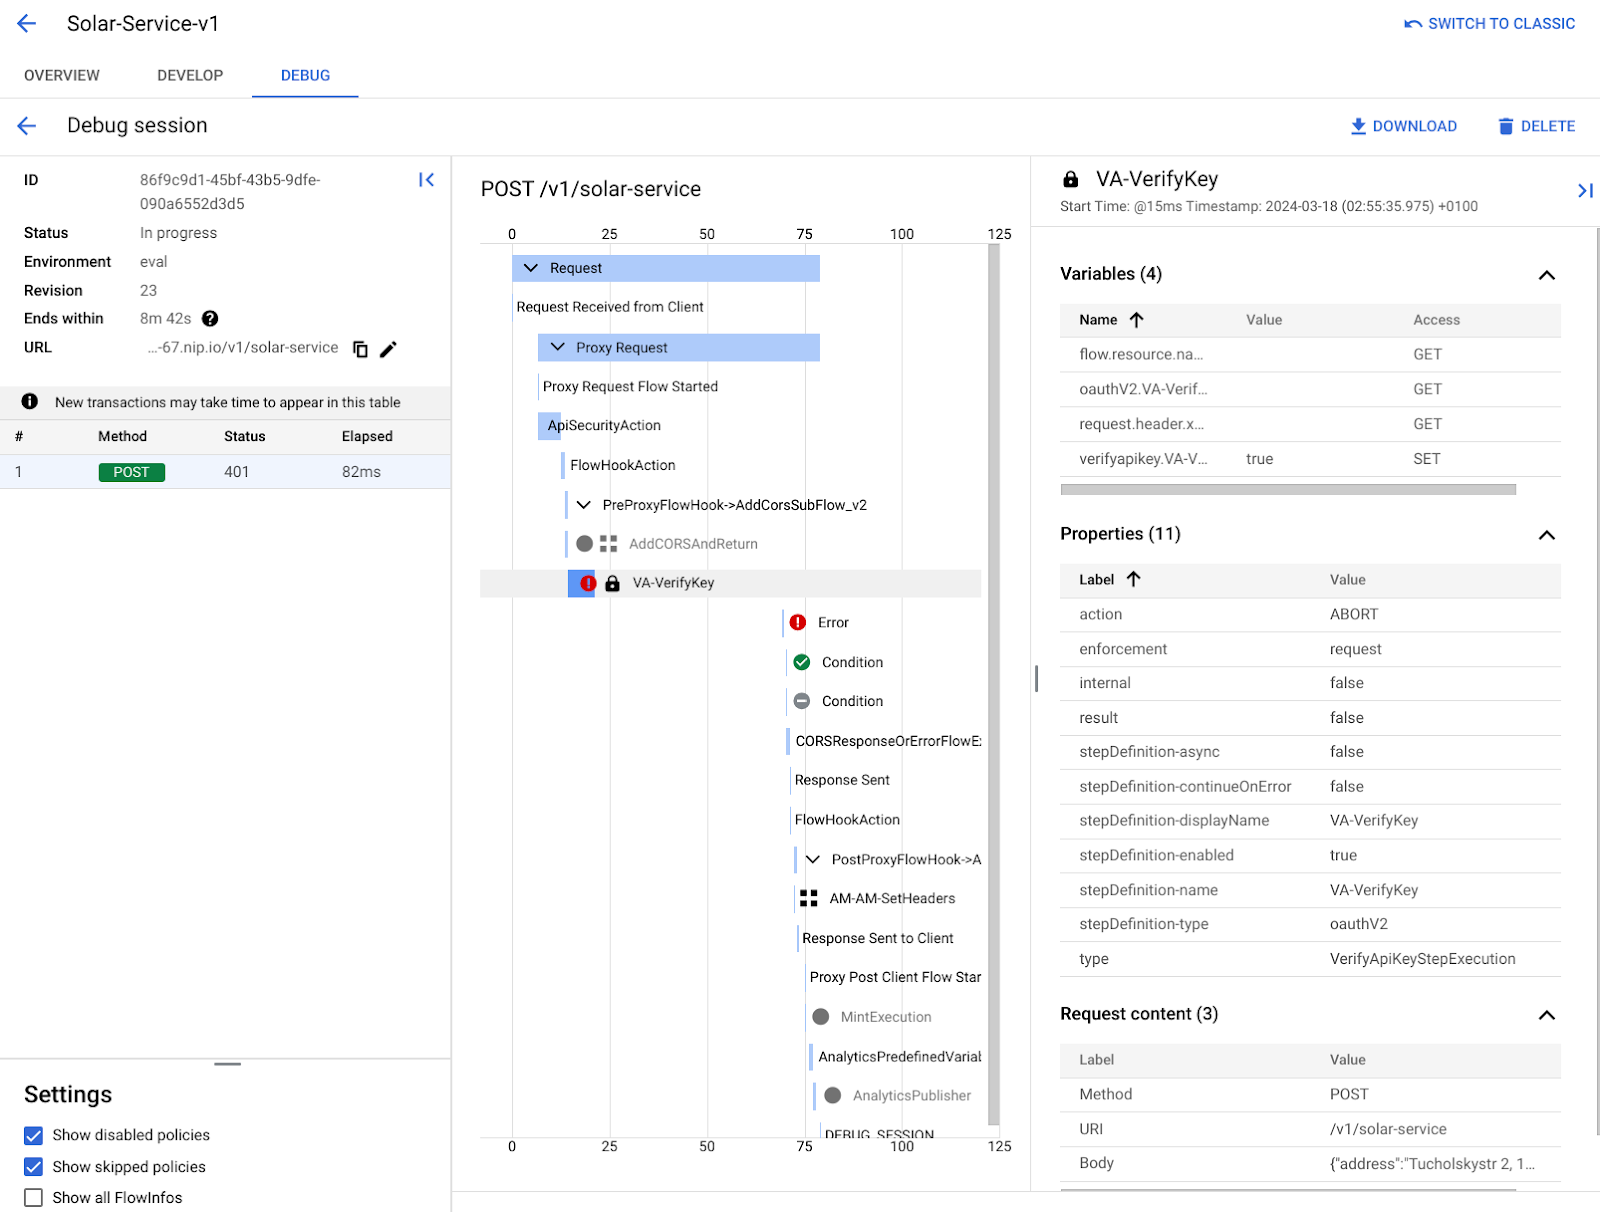 Solar-Service-v1
SWITCH TO CLASSIC
OVERVIEW DEVELOP DEBUG
Debug session
DOWNLOAD DELETE
ID 86f9c9d1-45bf-43b5-9dfe-
090a6552d3d5
Status In progress
Environment eval
Revision 23
Ends within 8m 42s
URL ...-67.nip.io/v1/solar-service
New transactions may take time to appear in this table
# Method Status Elapsed
1 POST 401 82ms
Settings
Show disabled policies
Show skipped policies
Show all FlowInfos
POST /v1/solar-service
0 25 50 75 100 125
Request
Request Received from Client
Proxy Request
Proxy Request Flow Started
ApiSecurityAction
FlowHookAction
PreProxyFlowHook->AddCorsSubFlow_v2
AddCORSAndReturn
VA-VerifyKey
Error
Condition
Condition
CORSResponseOrErrorFlowEx
Response Sent
FlowHookAction
PostProxyFlowHook->A
AM-AM-SetHeaders
Response Sent to Client
Proxy Post Client Flow Star
MintExecution
AnalyticsPredefinedVariab
AnalyticsPublisher
DEBUG_SESSION
0 25 50 75 100 125
VA-VerifyKey
Start Time: @15ms Timestamp: 2024-03-18 (02:55:35.975) +0100
Variables (4)
Name Value Access
flow.resource.na... GET
oauthV2.VA-Verif... GET
request.header.x... GET
verifyapikey.VA-V... true SET
Properties (11)
Label Value
action ABORT
enforcement request
internal false
result false
stepDefinition-async false
stepDefinition-continueOnError false
stepDefinition-displayName VA-VerifyKey
stepDefinition-enabled true
stepDefinition-name VA-VerifyKey
stepDefinition-type oauthV2
type VerifyApiKeyStepExecution
Request content (3)
Label Value
Method POST
URI /v1/solar-service
Body {"address":"Tucholskystr 2, 1...